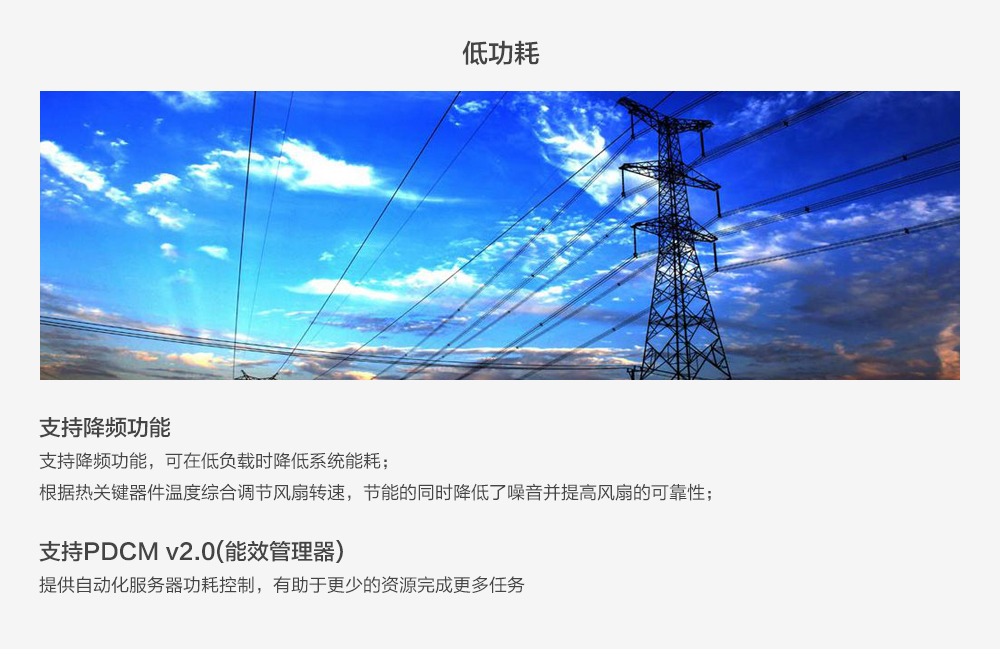 低功耗
支持降频功能
支持降频功能，可在低负载时降低系统能耗；
根据热关键器件温度综合调节风扇转速，节能的同时降低了噪音并提高风扇的可靠性；
支持PDCM v2.0(能效管理器)
提供自动化服务器功耗控制，有助于更少的资源完成更多任务